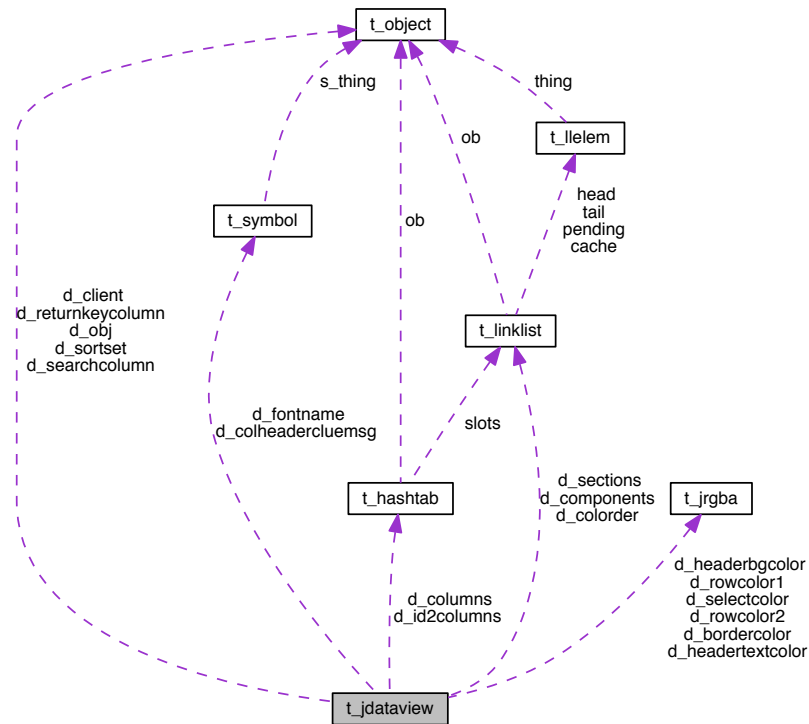 t_object
s_thing
thing
ob
t_llelem
head
tail
pending
cache
t_symbol
ob
d_client
d_returnkeycolumn
d_obj
d_sortset
d_searchcolumn
t_linklist
d_fontname
d_colheadercluemsg
slots
d_sections
d_components
d_colorder
t_hashtab
t_jrgba
d_headerbgcolor
d_rowcolor1
d_selectcolor
d_rowcolor2
d_bordercolor
d_headertextcolor
d_columns
d_id2columns
t_jdataview